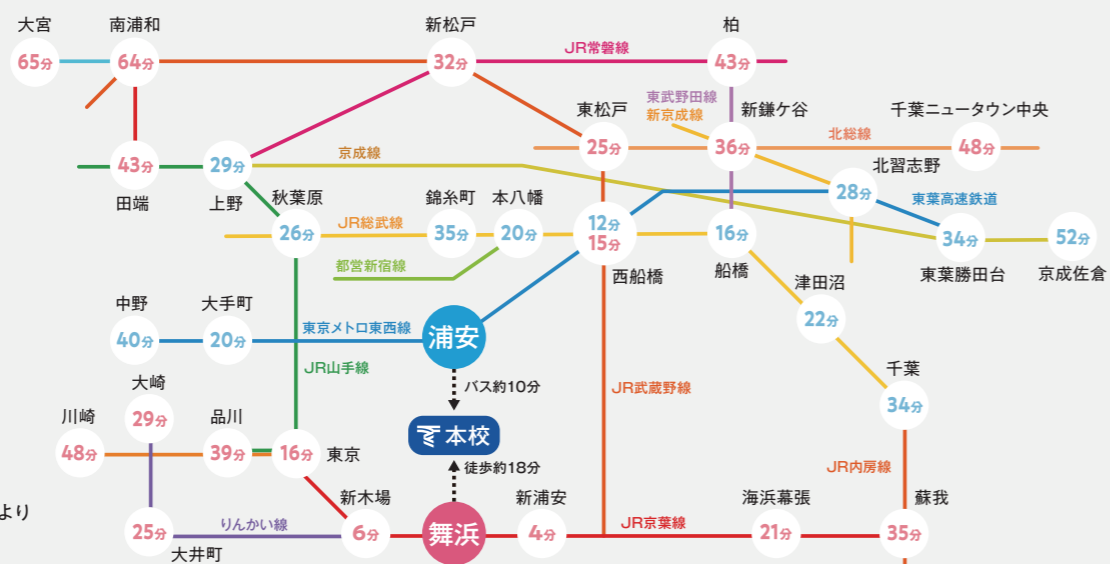 大宮
65分
南浦和
64分
新松戸
32分
JR常磐線
柏
43分
東武野田線
新京成線
東松戸
25分
新鎌ケ谷
36分
北総線
千葉ニュータウン中央
48分
田端
43分
上野
29分
京成線
北習志野
28分
東葉高速鉄道
秋葉原
26分
JR総武線
錦糸町
35分
本八幡
20分
12分
15分
西船橋
16分
船橋
34分
東葉勝田台
52分
京成佐倉
都営新宿線
中野
40分
大手町
20分
東京メトロ東西線
浦安
津田沼
22分
JR山手線
バス約10分
JR武蔵野線
千葉
34分
大崎
29分
川崎
48分
品川
39分
16分
東京
本校
徒歩約18分
JR内房線
より
25分
大井町
りんかい線
新木場
6分
舞浜
新浦安
4分
JR京葉線
海浜幕張
21分
蘇我
35分